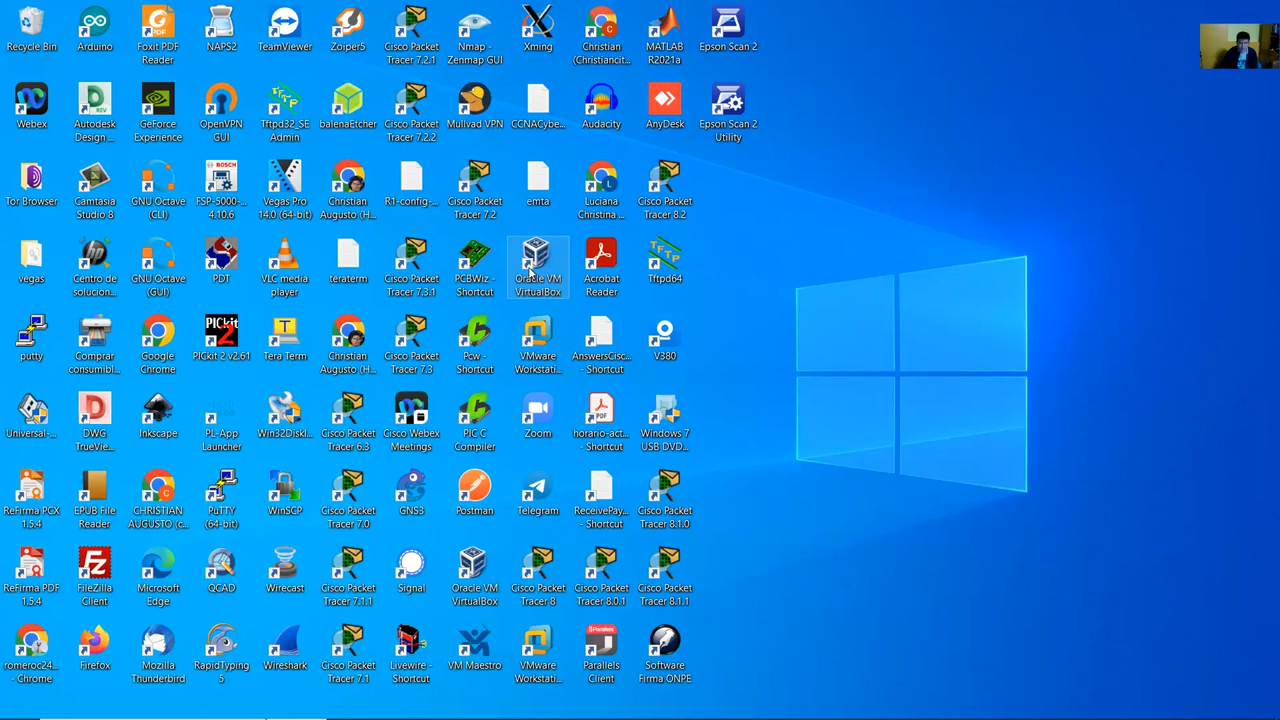 Recycle Bin
Arduino
Foxit PDF
Reader
NAPS2
TeamViewer
Zoiper5
Cisco Packet
Tracer 7.2.1
Nmap -
Zenmap GUI
Xming
Christian
(Christiancit...
MATLAB
R2021a
Epson Scan 2
Webex
Autodesk
Design ...
GeForce
Experience
OpenVPN
GUI
Tftpd32_SE
Admin
balenaEtcher
Cisco Packet
Tracer 7.2.2
Mullvad VPN
CCNACybe...
Audacity
AnyDesk
Epson Scan 2
Utility
Tor Browser
Camtasia
Studio 8
GNU Octave
(CLI)
BOSCH
FSP-5000-...
4.10.6
Vegas Pro
14.0 (64-bit)
Christian
Augusto (H...
R1-config-...
Cisco Packet
Tracer 7.2
emta
Luciana
Christina ...
Cisco Packet
Tracer 8.2
vegas
Centro de
solucion...
GNU Octave
(GUI)
PDT
VLC media
player
teraterm
Cisco Packet
Tracer 7.3.1
PCBWiz -
Shortcut
Oracle VM
VirtualBox
Acrobat
Reader
Tftpd64
putty
Comprar
consumibl...
Google
Chrome
PICkit
2
PICkit 2 v2.61
Tera Term
Christian
Augusto (H...
Cisco Packet
Tracer 7.3
Pcw -
Shortcut
VMware
Workstati...
AnswersCisc...
- Shortcut
V380
Universal-...
DWG
TrueVie...
Inkscape
PL-App
Launcher
Win32DiskI...
Cisco Packet
Tracer 6.3
Cisco Webex
Meetings
PIC C
Compiler
Zoom
horario-act...
- Shortcut
Windows 7
USB DVD...
ReFirma PCX
1.5.4
EPUB File
Reader
CHRISTIAN
AUGUSTO (c...
PuTTY
(64-bit)
WinSCP
Cisco Packet
Tracer 7.0
GNS3
Postman
Telegram
ReceivePay...
- Shortcut
Cisco Packet
Tracer 8.1.0
ReFirma PDF
1.5.4
FileZilla
Client
Microsoft
Edge
QCAD
Wirecast
Cisco Packet
Tracer 7.1.1
Signal
Oracle VM
VirtualBox
Cisco Packet
Tracer 8
Cisco Packet
Tracer 8.0.1
Cisco Packet
Tracer 8.1.1
romeroc24...
- Chrome
Firefox
Mozilla
Thunderbird
RapidTyping
5
Wireshark
Cisco Packet
Tracer 7.1
Livewire -
Shortcut
VM Maestro
VMware
Workstati...
Parallels
Client
Software
Firma ONPE